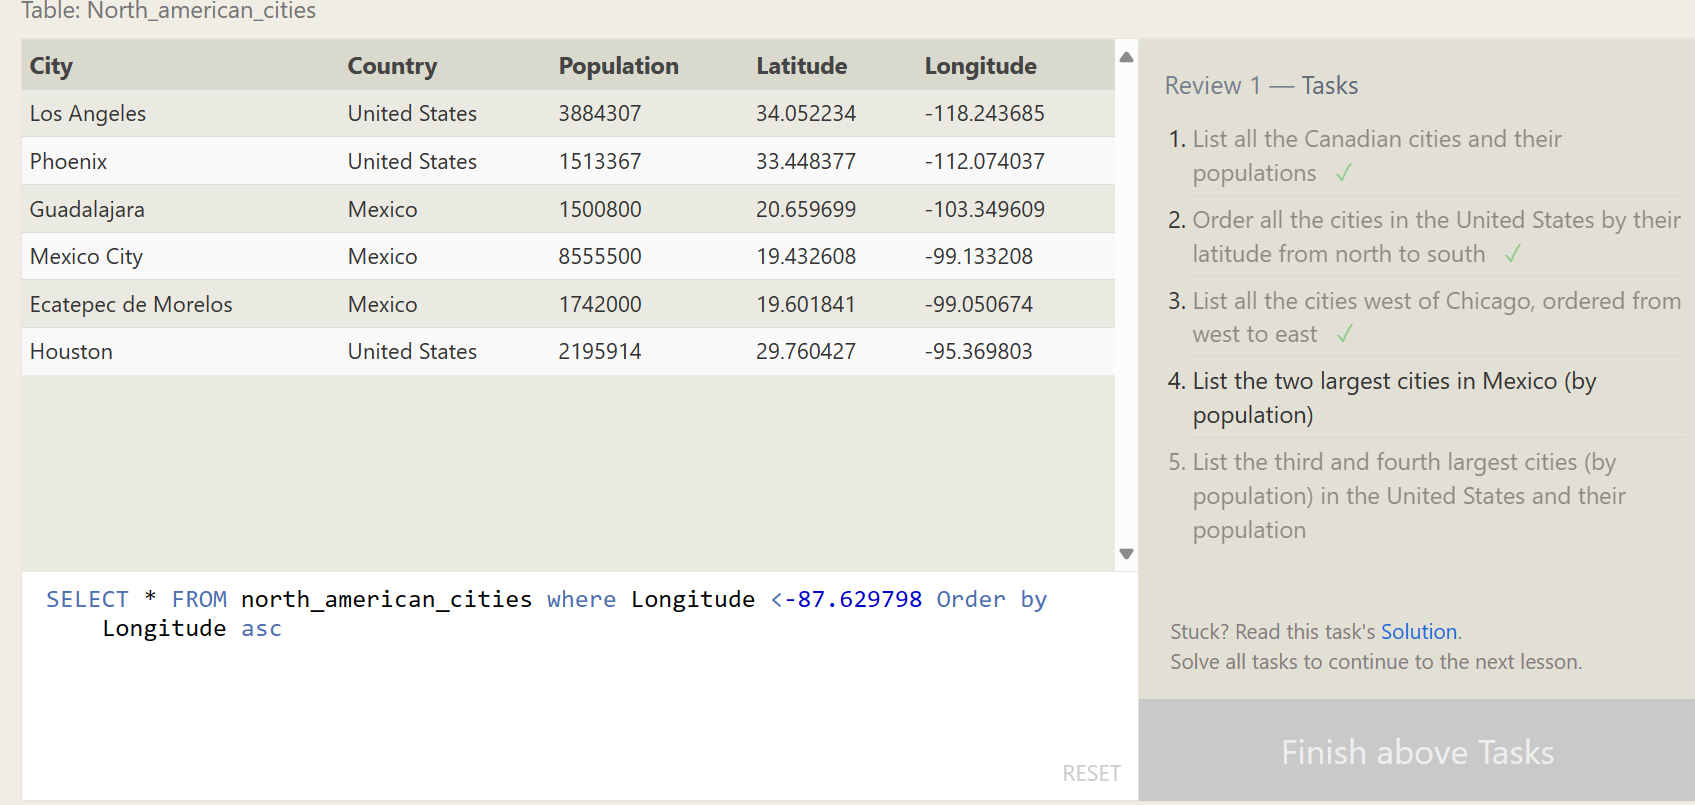 Table: North_american_cities
City Country Population Latitude Longitude
Los Angeles United States 3884307 34.052234 -118.243685
Phoenix United States 1513367 33.448377 -112.074037
Guadalajara Mexico 1500800 20.659699 -103.349609
Mexico City Mexico 8555500 19.432608 -99.133208
Ecatepec de Morelos Mexico 1742000 19.601841 -99.050674
Houston United States 2195914 29.760427 -95.369803
SELECT * FROM north_american_cities where Longitude <-87.629798 Order by
Longitude asc
RESET
Review 1 — Tasks
1. List all the Canadian cities and their
populations ✓
2. Order all the cities in the United States by their
latitude from north to south ✓
3. List all the cities west of Chicago, ordered from
west to east ✓
4. List the two largest cities in Mexico (by
population)
5. List the third and fourth largest cities (by
population) in the United States and their
population
Stuck? Read this task's Solution.
Solve all tasks to continue to the next lesson.
Finish above Tasks